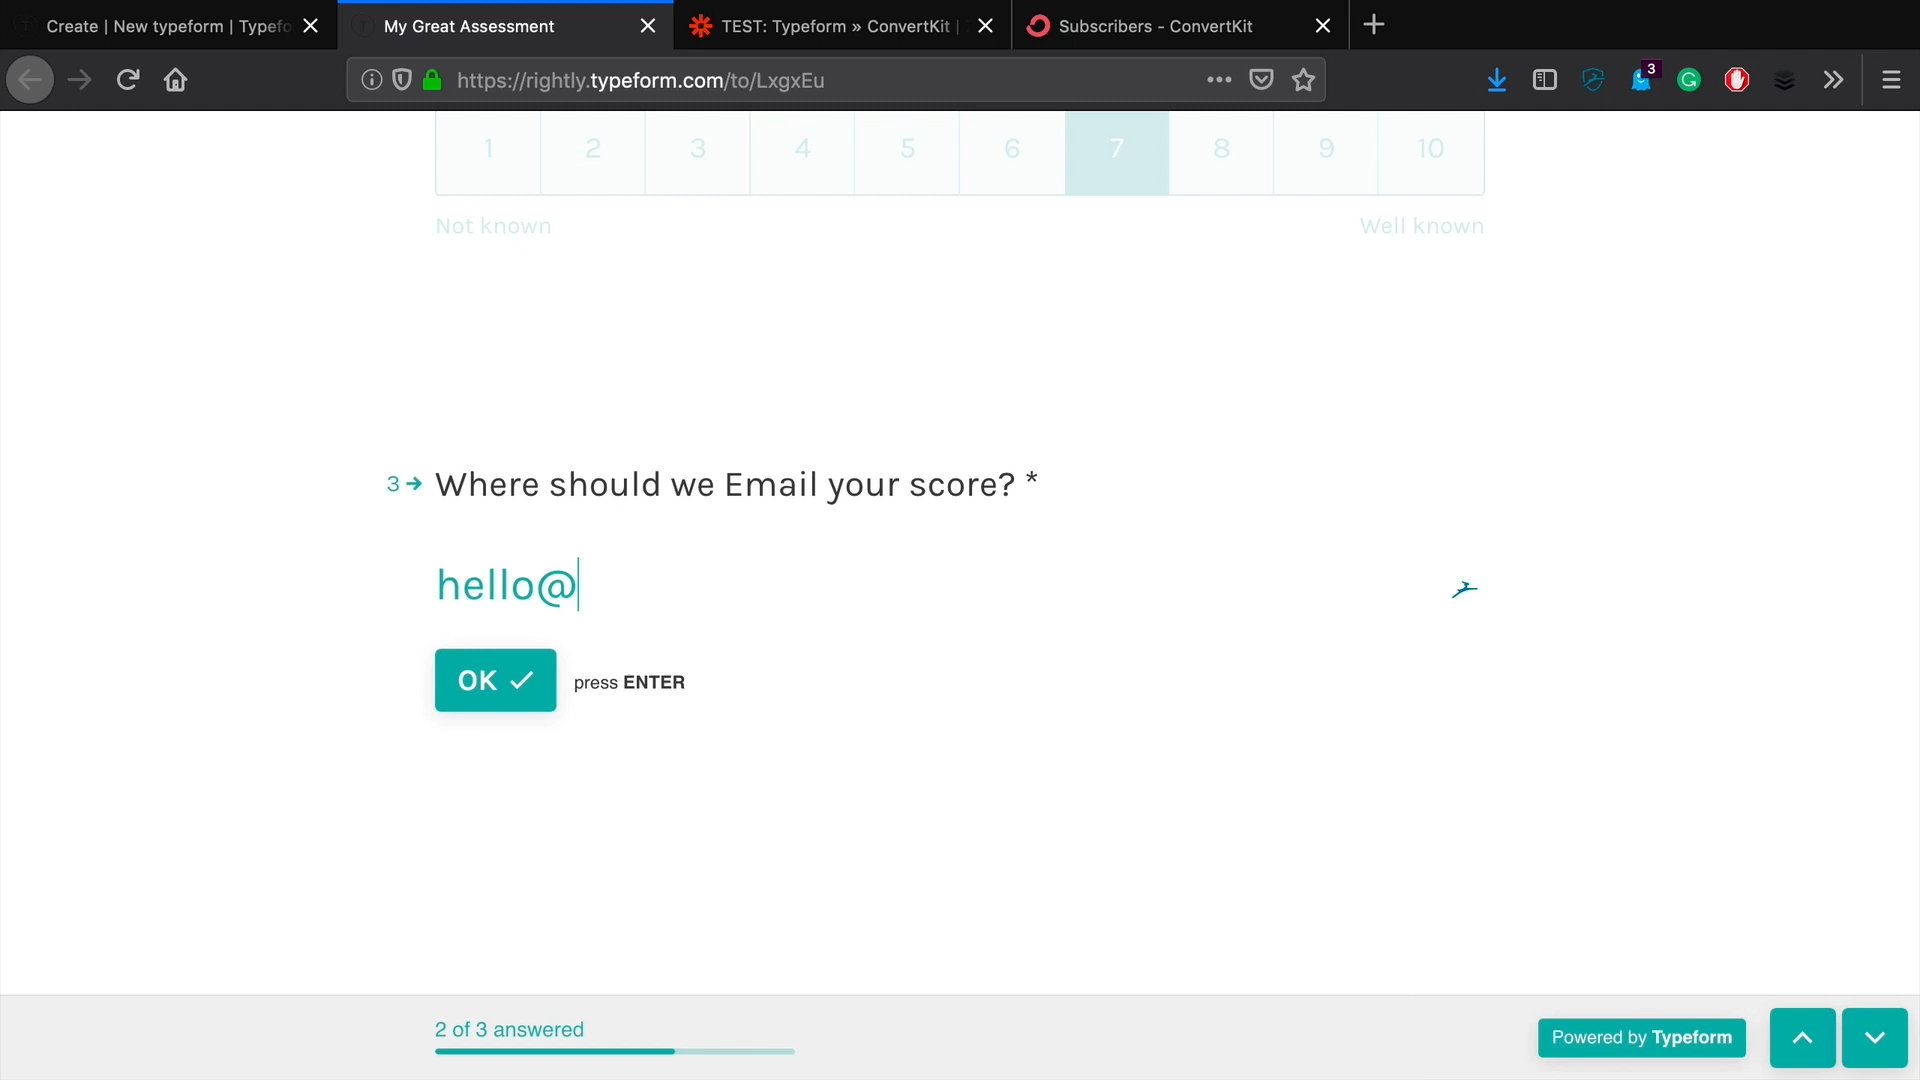 Create | New typeform | Typefo
My Great Assessment
TEST: Typeform » ConvertKit |
Subscribers - ConvertKit
https://rightly.typeform.com/to/LxgxEu
3
1 2 3 4 5 6 7 8 9 10
Not known
Well known
3 Where should we Email your score? *
hello@
OK
press ENTER
2 of 3 answered
Powered by Typeform